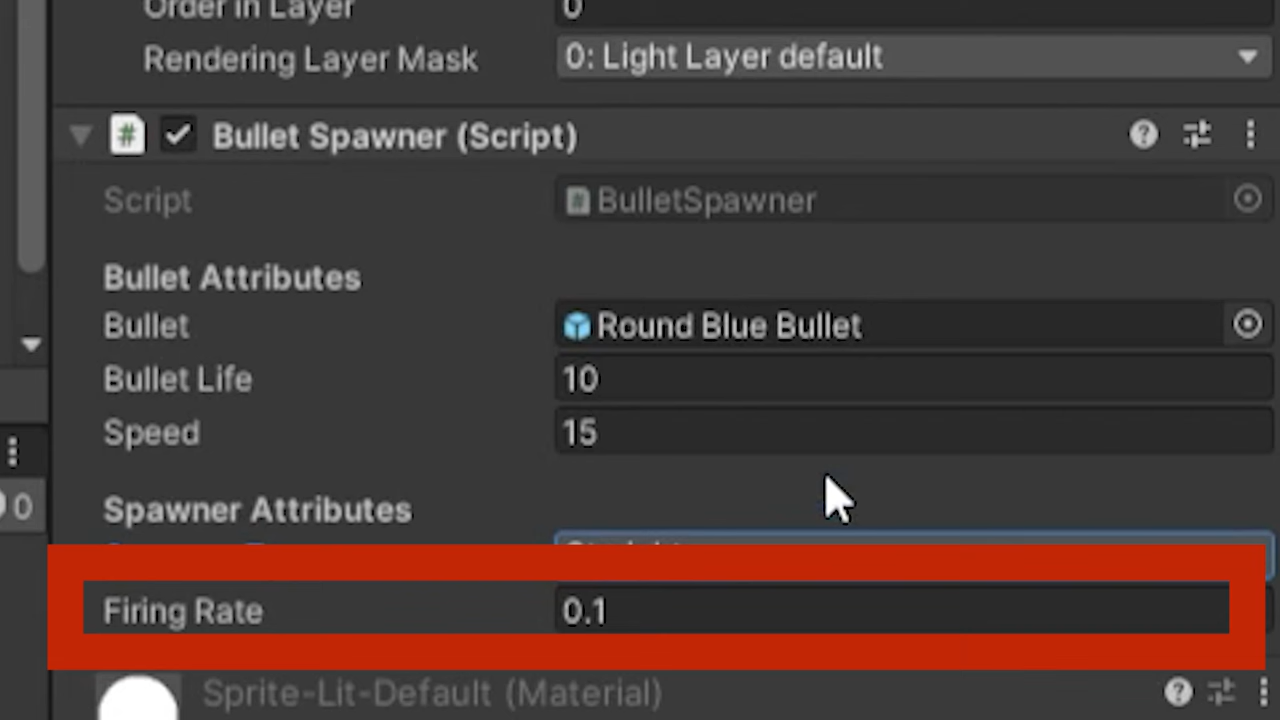 Order in Layer 0
Rendering Layer Mask 0: Light Layer default
# Bullet Spawner (Script)
Script # BulletSpawner
Bullet Attributes
Bullet Round Blue Bullet
Bullet Life 10
Speed 15
0
Spawner Attributes
Firing Rate 0.1
Sprite-Lit-Default (Material)